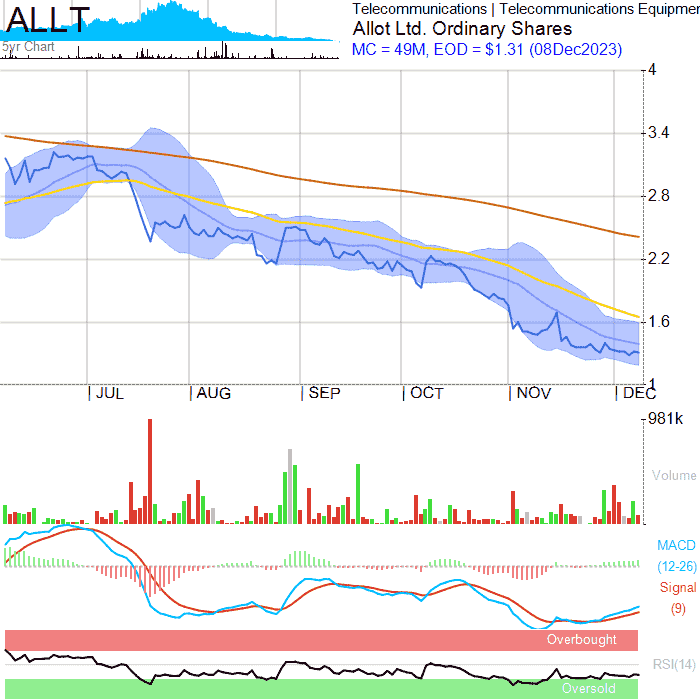 ALLT
5yr Chart
Telecommunications | Telecommunications Equipmen
Allot Ltd. Ordinary Shares
MC = 49M, EOD = $1.31 (08Dec2023)
4
3.4
2.8
2.2
1.6
1
JUL AUG SEP OCT NOV DEC
981k
Volume
MACD
(12-26)
Signal
(9)
Overbought
RSI(14)
Oversold